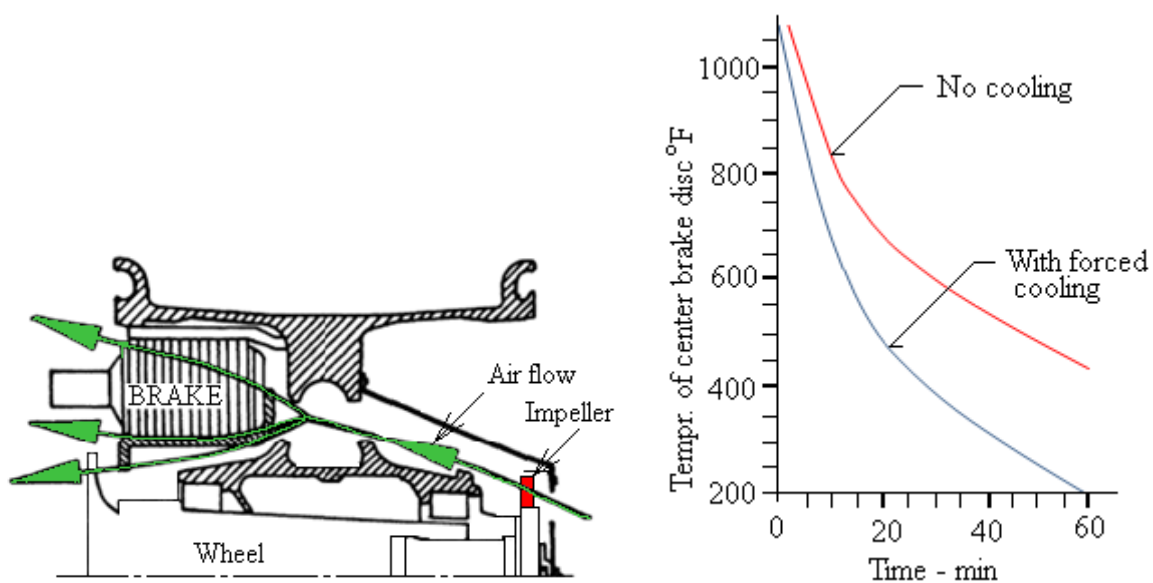 BRAKE
Air flow
Impeller
Wheel
Tempr. of center brake disc °F
1000
800
600
400
200
No cooling
With forced
cooling
0
20
40
60
Time - min